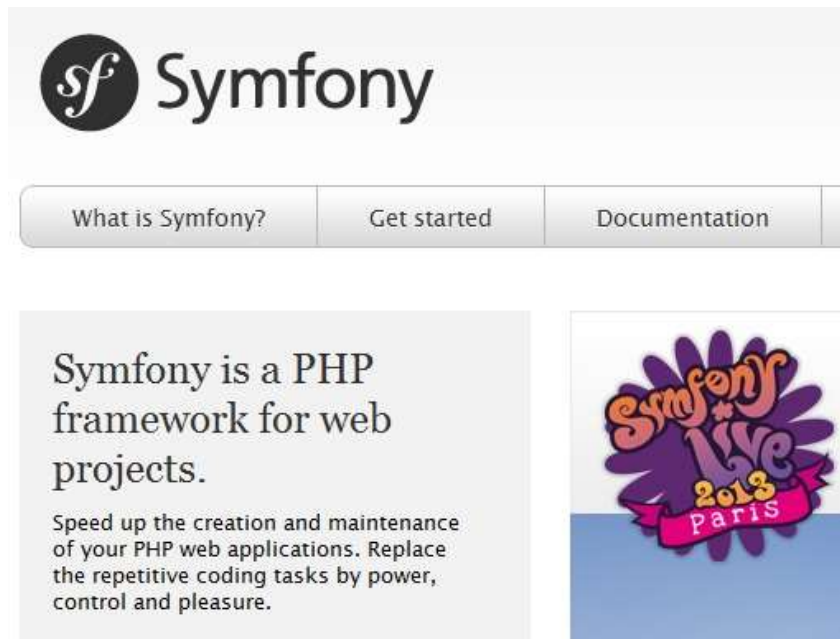 sf Symfony
What is Symfony? Get started Documentation
Symfony is a PHP
framework for web
projects.
Speed up the creation and maintenance
of your PHP web applications. Replace
the repetitive coding tasks by power,
control and pleasure.
Symfony
Live
2013
Paris